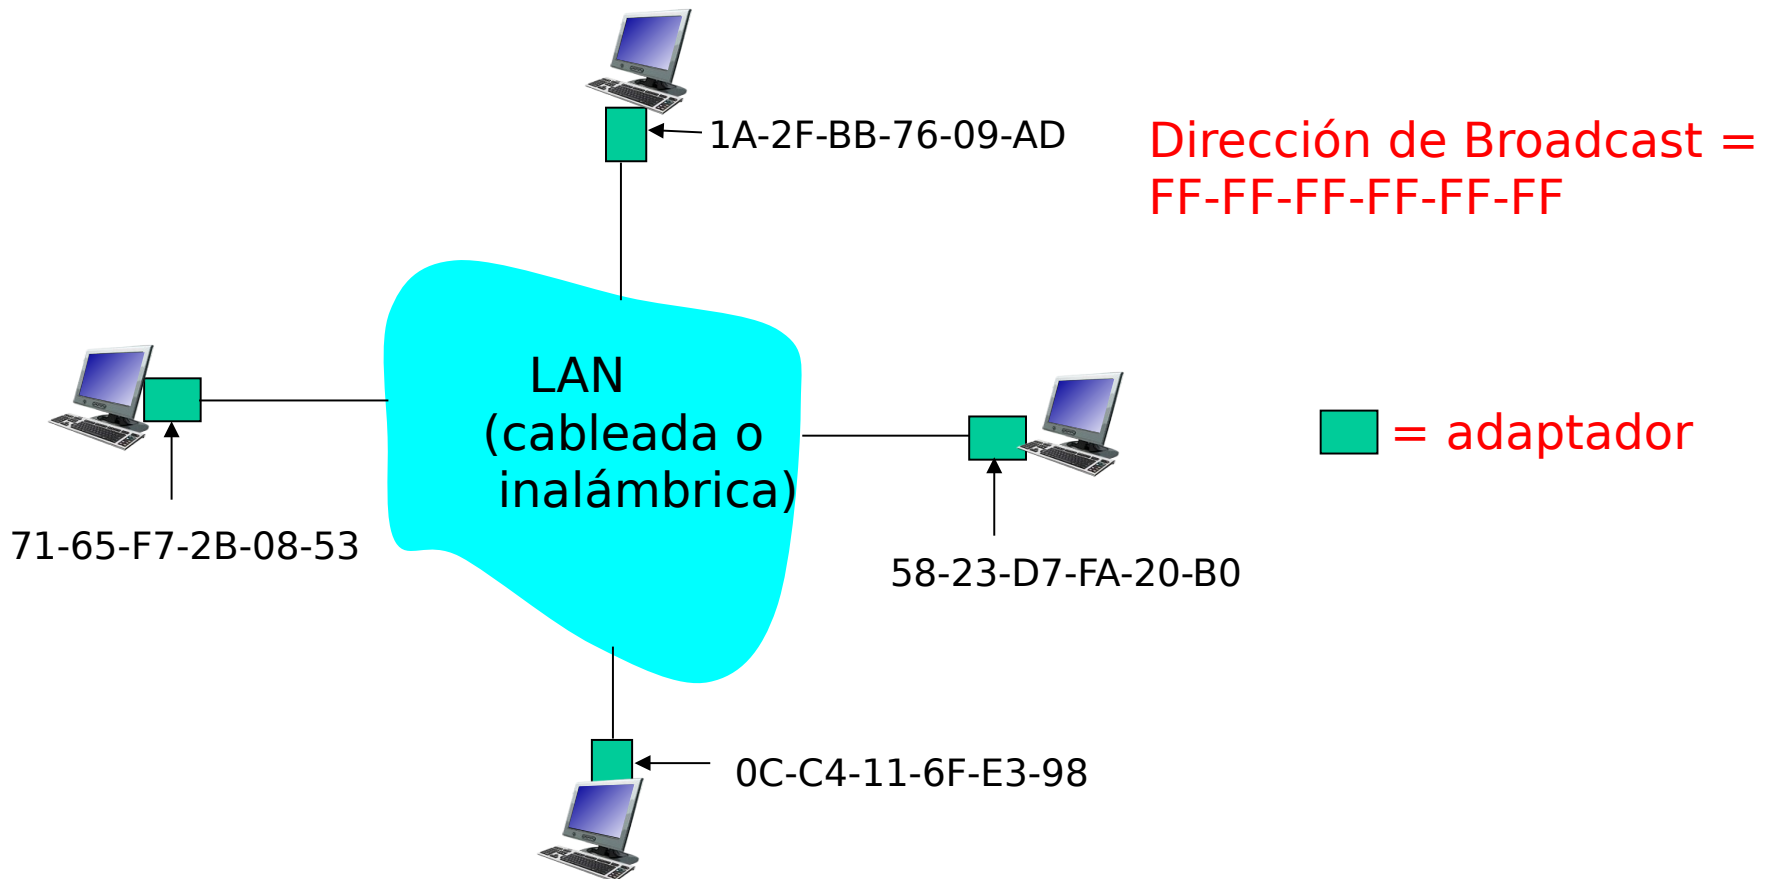 1A-2F-BB-76-09-AD
Dirección de Broadcast =
FF-FF-FF-FF-FF-FF
LAN
(cableada o
inalámbrica)
= adaptador
71-65-F7-2B-08-53
58-23-D7-FA-20-B0
0C-C4-11-6F-E3-98